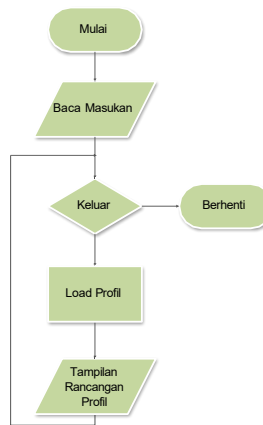 Mulai
Baca Masukan
Keluar
Berhenti
Load Profil
Tampilan
Rancangan
Profil